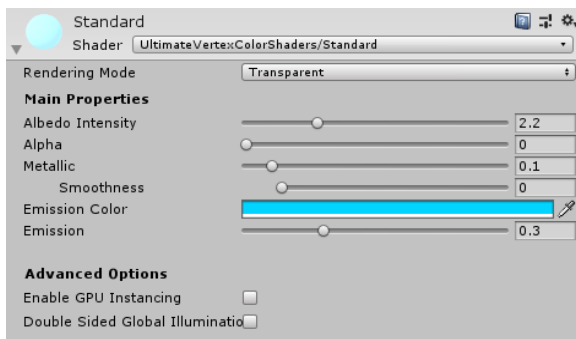 Standard
Shader UltimateVertexColorShaders/Standard
Rendering Mode Transparent
Main Properties
Albedo Intensity 2.2
Alpha 0
Metallic 0.1
Smoothness 0
Emission Color
Emission 0.3
Advanced Options
Enable GPU Instancing
Double Sided Global Illuminatio